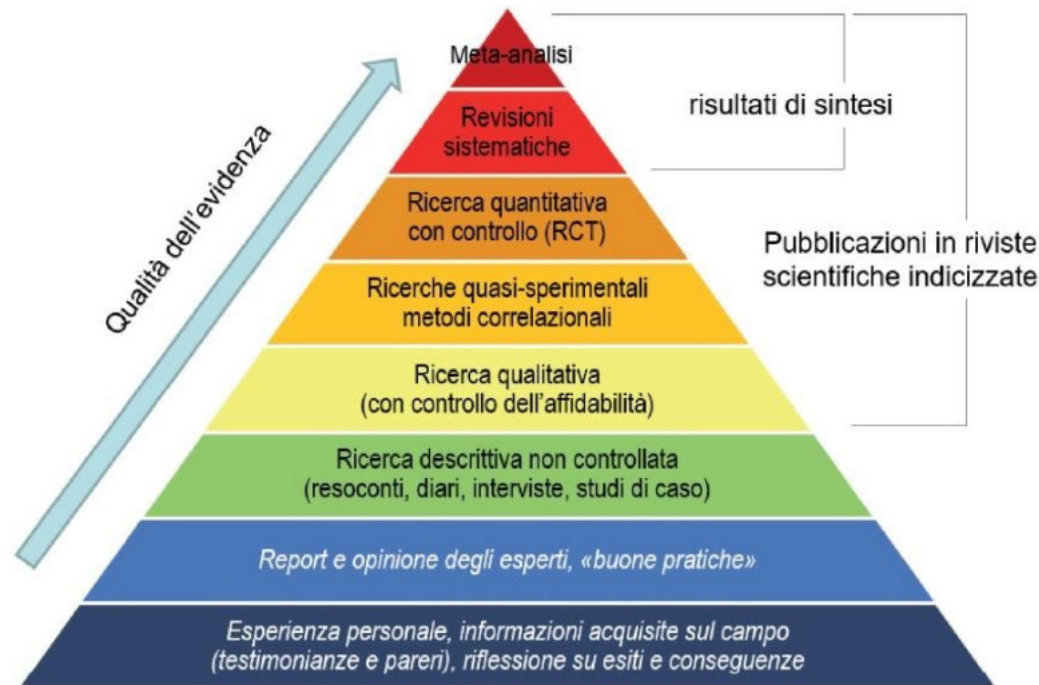 Meta-analisi
Revisioni
sistematiche
Ricerca quantitativa
con controllo (RCT)
Ricerche quasi-sperimentali
metodi correlazionali
Ricerca qualitativa
(con controllo dell'affidabilità)
Ricerca descrittiva non controllata
(resoconti, diari, interviste, studi di caso)
Report e opinione degli esperti, «buone pratiche»
Esperienza personale, informazioni acquisite sul campo
(testimonianze e pareri), riflessione su esiti e conseguenze
Qualità dell'evidenza
risultati di sintesi
Pubblicazioni in riviste
scientifiche indicizzate